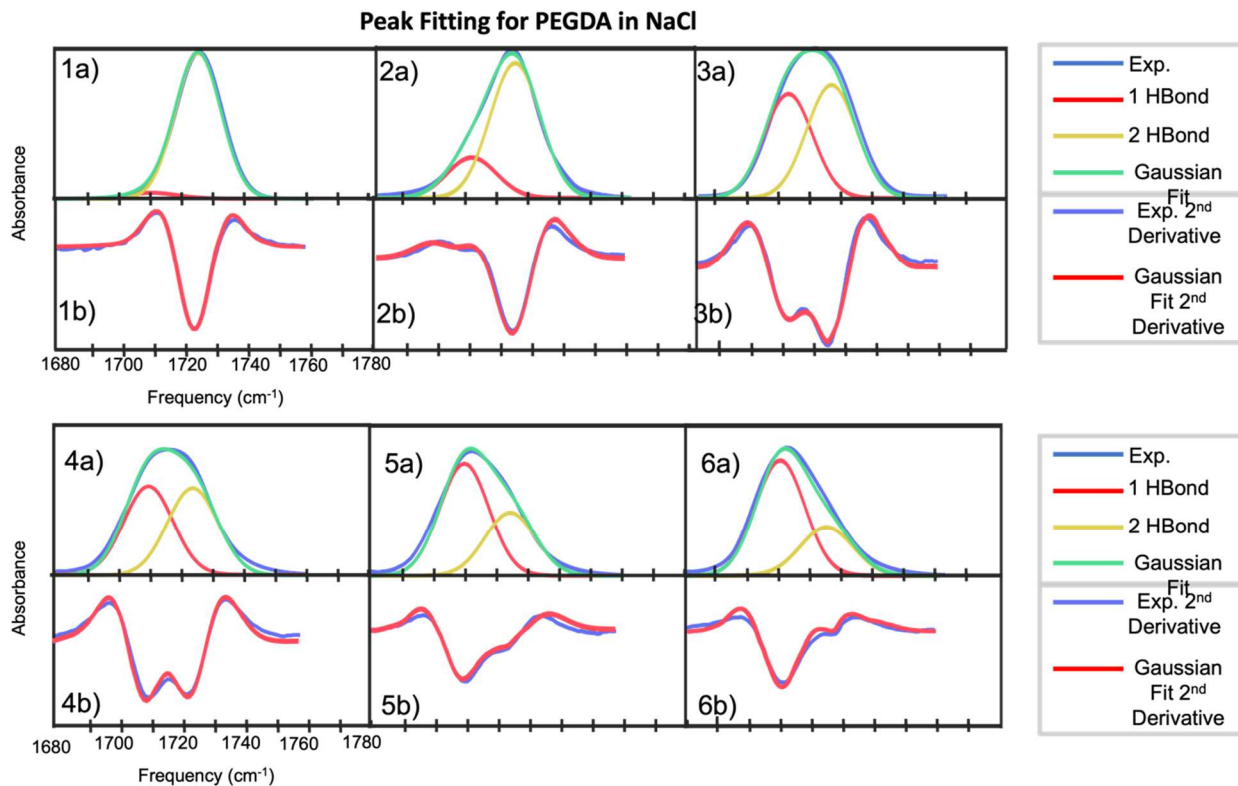 Peak Fitting for PEGDA in NaCl
1a)
2a)
3a)
Absorbance
1b)
2b)
3b)
1680
1700
1720
1740
1760
1780
Frequency (cm⁻¹)
Exp.
1 HBond
2 HBond
Gaussian
Fit
Exp. 2ⁿᵈ
Derivative
Gaussian
Fit 2ⁿᵈ
Derivative
4a)
5a)
6a)
Absorbance
4b)
5b)
6b)
1680
1700
1720
1740
1760
1780
Frequency (cm⁻¹)
Exp.
1 HBond
2 HBond
Gaussian
Fit
Exp. 2ⁿᵈ
Derivative
Gaussian
Fit 2ⁿᵈ
Derivative